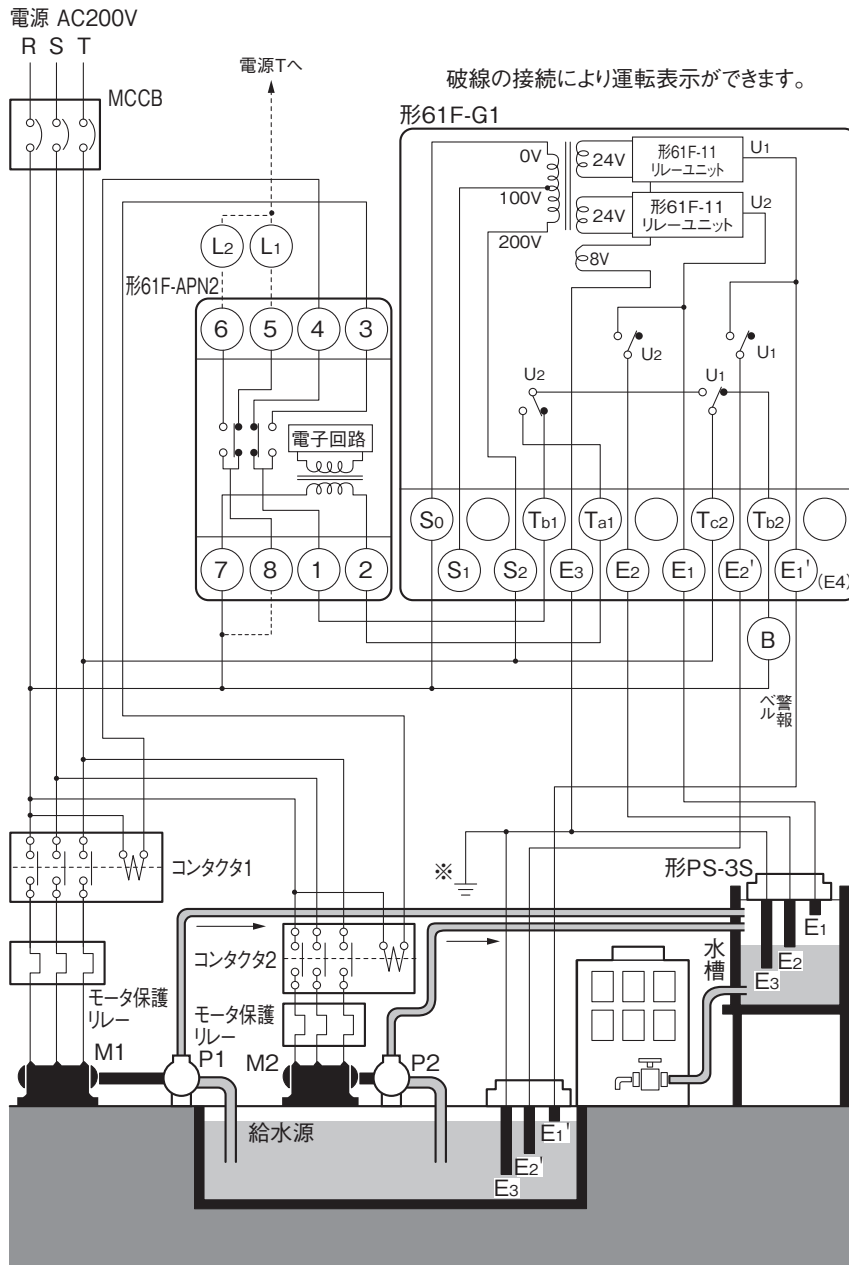 電源 AC200V
R S T
MCCB
電源Tへ
破線の接続により運転表示ができます。
形61F-G1
0V
100V
200V
24V
24V
8V
形61F-11
リレーユニット
U1
形61F-11
リレーユニット
U2
L2 L1
形61F-APN2
6 5 4 3
電子回路
7 8 1 2
U2
U1
U2
U1
S0 Tb1 Ta1 Tc2 Tb2
S1 S2 E3 E2 E1 E2' E1' (E4)
B
警報
ベル
※
コンタクタ1
モータ保護
リレー
M1
P1
コンタクタ2
モータ保護
リレー
M2
P2
形PS-3S
水槽
E1
E2
E3
給水源
E1'
E2'
E3